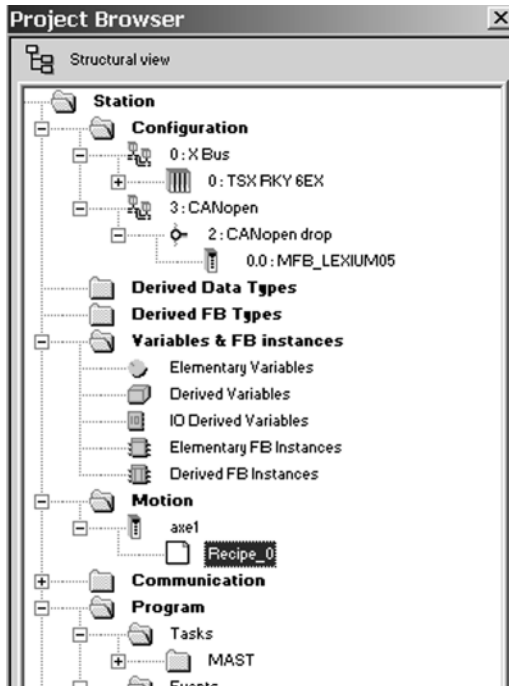 Project Browser
Structural view
Station
Configuration
0 : X Bus
0 : TSX RKY 6EX
3 : CANopen
2 : CANopen drop
0.0 : MFB_LEXIUM05
Derived Data Types
Derived FB Types
Variables & FB instances
Elementary Variables
Derived Variables
IO Derived Variables
Elementary FB Instances
Derived FB Instances
Motion
axe1
Recipe_0
Communication
Program
Tasks
MAST
Events